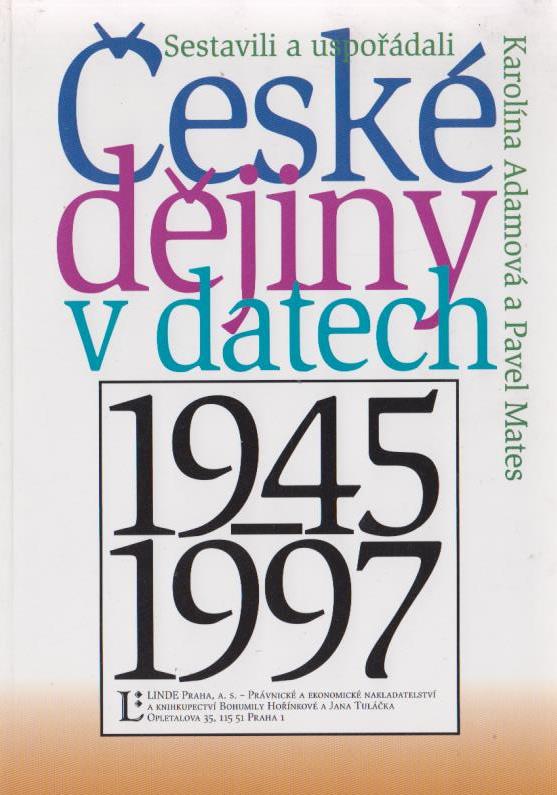 Sestavili a uspořádali
Karolína Adamová a Pavel Mates
České
dějiny
v datech
1945
1997
LINDE Praha, a. s. – Právnické a ekonomické nakladatelství
a knihkupectví Bohumily Hořínkové a Jana Tuláčka
Opletalova 35, 115 51 Praha 1